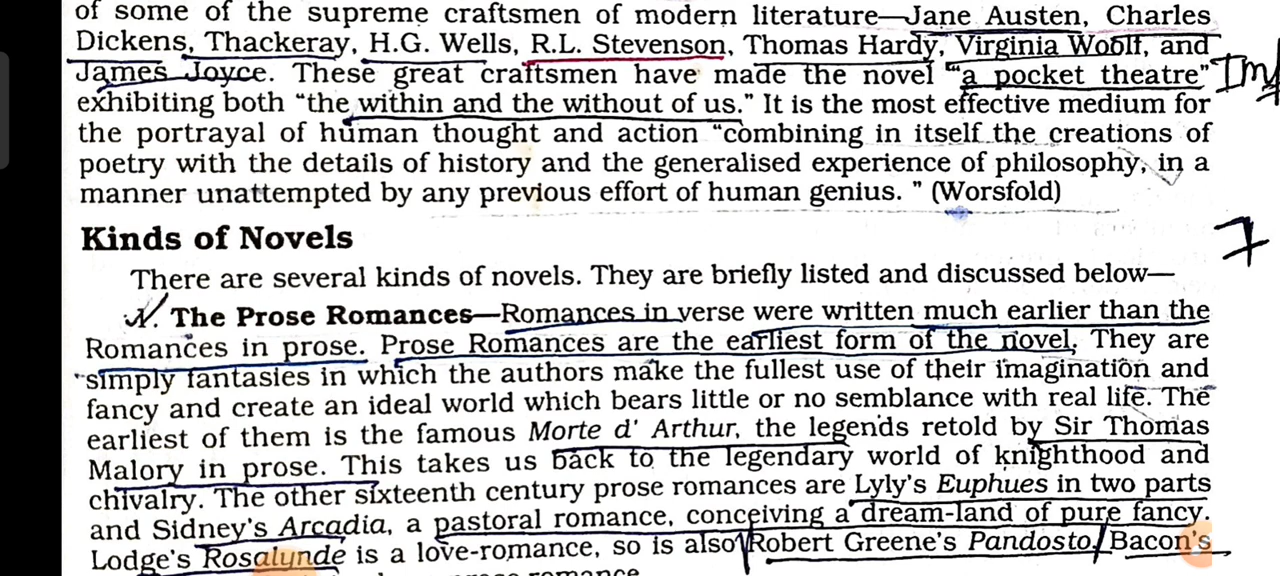 of some of the supreme craftsmen of modern literature—Jane Austen, Charles
Dickens, Thackeray, H.G. Wells, R.L. Stevenson, Thomas Hardy, Virginia Woolf, and
James Joyce. These great craftsmen have made the novel “a pocket theatre” Imp
exhibiting both “the within and the without of us.” It is the most effective medium for
the portrayal of human thought and action “combining in itself the creations of
poetry with the details of history and the generalised experience of philosophy, in a
manner unattempted by any previous effort of human genius. ” (Worsfold)
Kinds of Novels
7
There are several kinds of novels. They are briefly listed and discussed below—
The Prose Romances—Romances in verse were written much earlier than the
Romances in prose. Prose Romances are the earliest form of the novel. They are
simply fantasies in which the authors make the fullest use of their imagination and
fancy and create an ideal world which bears little or no semblance with real life. The
earliest of them is the famous Morte d' Arthur, the legends retold by Sir Thomas
Malory in prose. This takes us back to the legendary world of knighthood and
chivalry. The other sixteenth century prose romances are Lyly's Euphues in two parts
and Sidney's Arcadia, a pastoral romance, conceiving a dream-land of pure fancy.
Lodge's Rosalynde is a love-romance, so is also Robert Greene's Pandosto. Bacon's